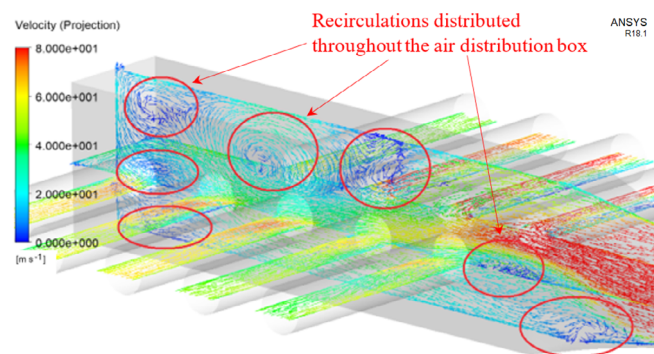 Velocity (Projection)
8.000e+001
6.000e+001
4.000e+001
2.000e+001
0.000e+000
[m s^-1]
Recirculations distributed
throughout the air distribution box
ANSYS
R18.1